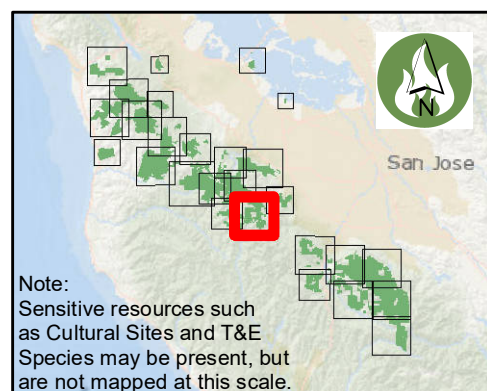 N
San Jose
Note:
Sensitive resources such
as Cultural Sites and T&E
Species may be present, but
are not mapped at this scale.